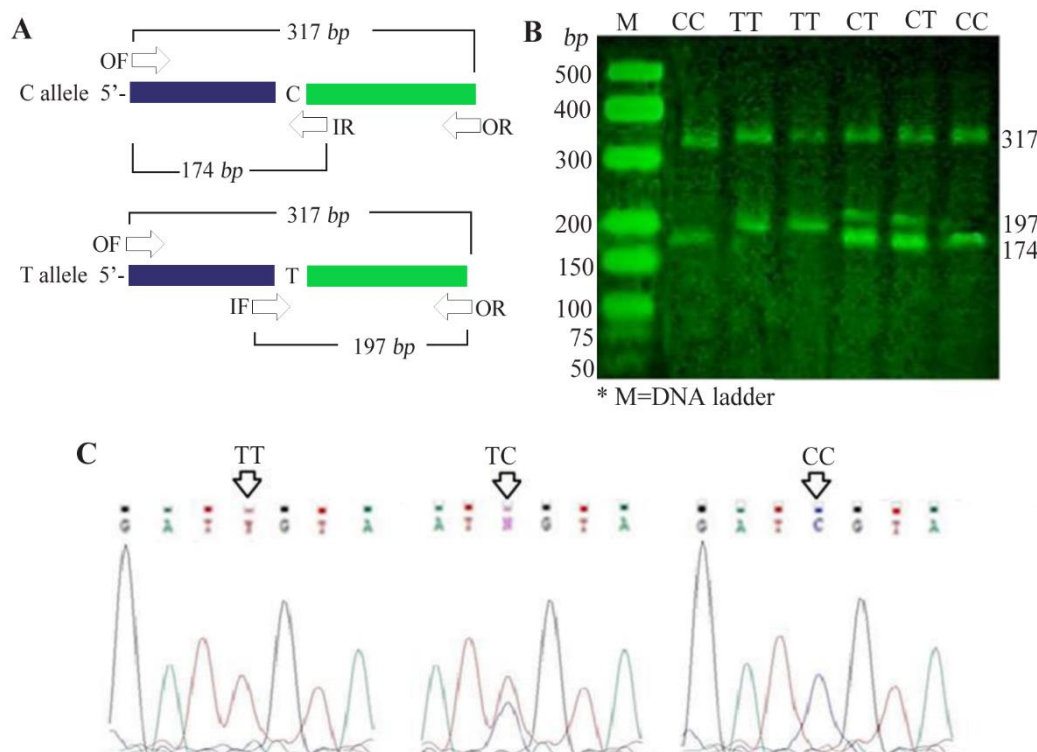 A
317 bp
OF
C allele 5'-
C
IR
OR
174 bp
317 bp
OF
T allele 5'-
T
IF
OR
197 bp
B
bp
M CC TT TT CT CT CC
500
400
300
200
150
100
75
50
317
197
174
* M=DNA ladder
C
TT
G A T T G T A
TC
A T N G T A
CC
G A T C G T A